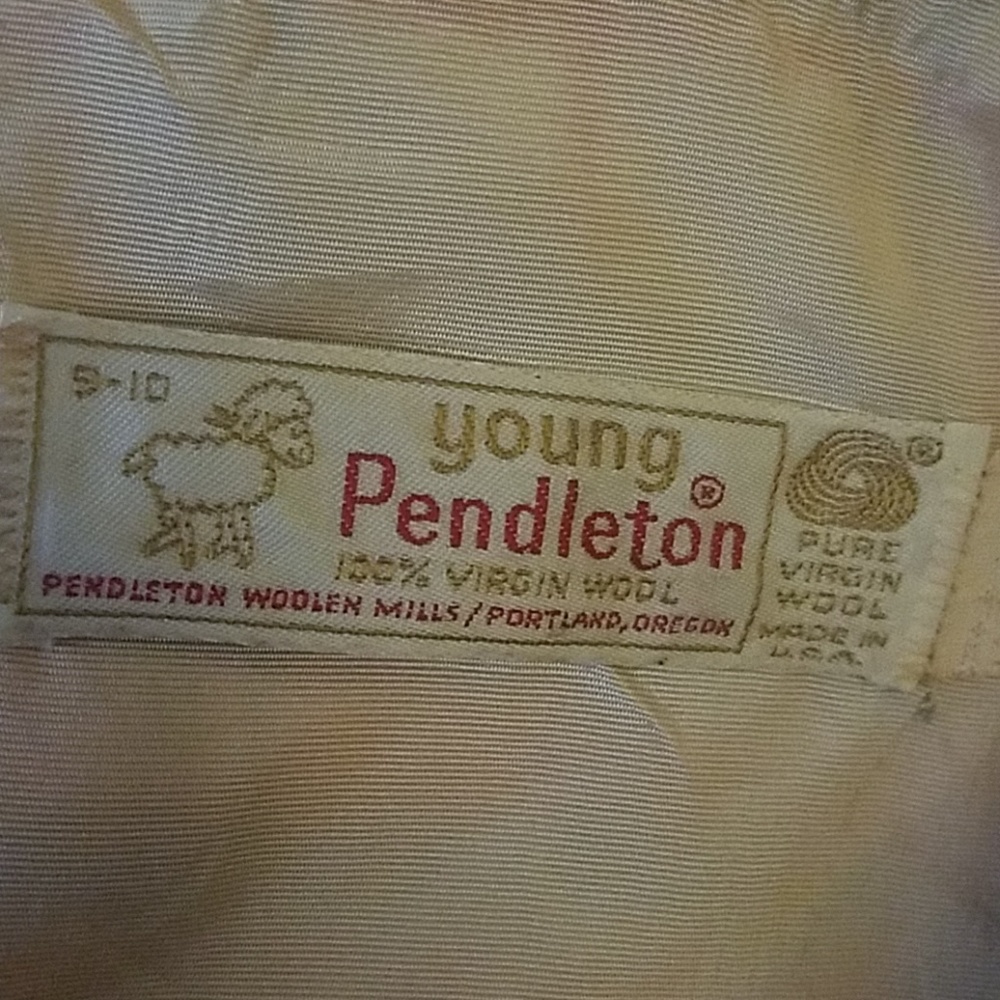 9-10
young
Pendleton®
100% VIRGIN WOOL
PENDLETON WOOLEN MILLS/PORTLAND, OREGON
®
PURE
VIRGIN
WOOL
MADE IN
U.S.A.